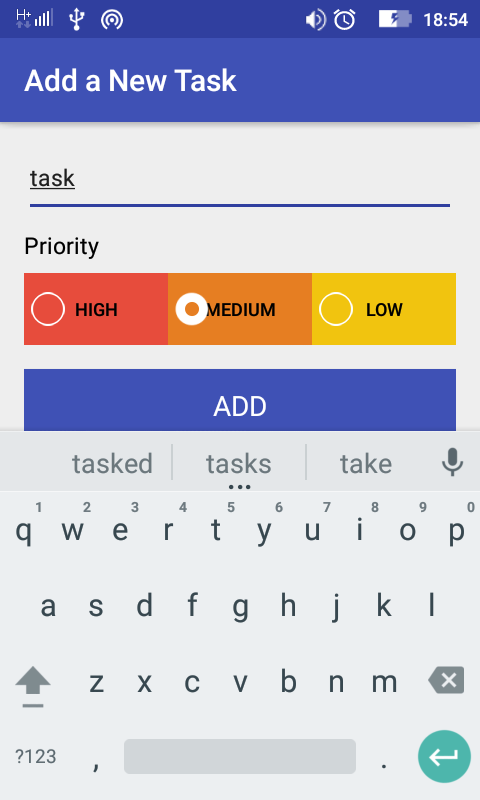 H+ 18:54
Add a New Task
task
Priority
HIGH MEDIUM LOW
ADD
tasked tasks take
1 2 3 4 5 6 7 8 9 0
q w e r t y u i o p
a s d f g h j k l
z x c v b n m
?123 , .